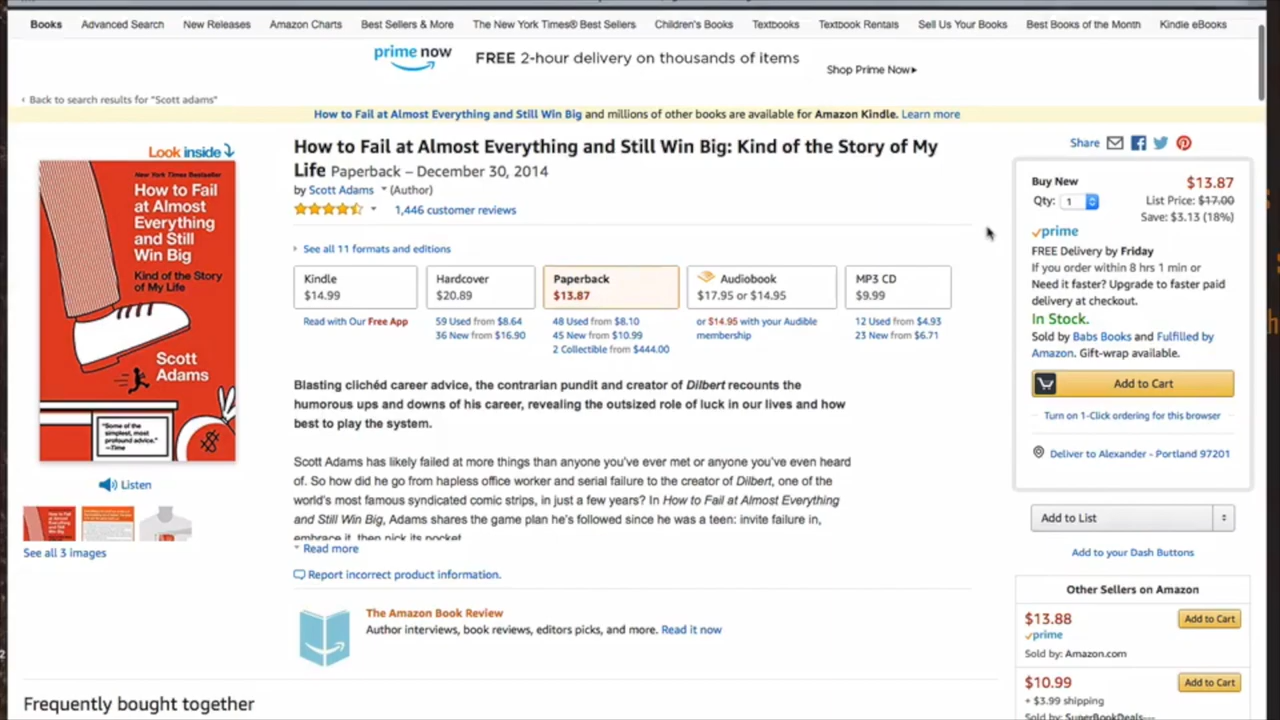 Books Advanced Search New Releases Amazon Charts Best Sellers & More The New York Times® Best Sellers Children's Books Textbooks Textbook Rentals Sell Us Your Books Best Books of the Month Kindle eBooks
prime now FREE 2-hour delivery on thousands of items Shop Prime Now▸
‹ Back to search results for "Scott adams"
How to Fail at Almost Everything and Still Win Big and millions of other books are available for Amazon Kindle. Learn more
Look inside
New York Times Bestseller
How to Fail
at Almost
Everything
and Still
Win Big
Kind of the Story
of My Life
Scott
Adams
"Some of the
simplest, most
profound advice."
—Time
Listen
See all 3 images
How to Fail at Almost Everything and Still Win Big: Kind of the Story of My
Life Paperback – December 30, 2014
by Scott Adams (Author)
1,446 customer reviews
See all 11 formats and editions
Kindle
$14.99
Read with Our Free App
Hardcover
$20.89
59 Used from $8.64
36 New from $16.90
Paperback
$13.87
48 Used from $8.10
45 New from $10.99
2 Collectible from $444.00
Audiobook
$17.95 or $14.95
or $14.95 with your Audible
membership
MP3 CD
$9.99
12 Used from $4.93
23 New from $6.71
Blasting clichéd career advice, the contrarian pundit and creator of Dilbert recounts the
humorous ups and downs of his career, revealing the outsized role of luck in our lives and how
best to play the system.
Scott Adams has likely failed at more things than anyone you've ever met or anyone you've even heard
of. So how did he go from hapless office worker and serial failure to the creator of Dilbert, one of the
world's most famous syndicated comic strips, in just a few years? In How to Fail at Almost Everything
and Still Win Big, Adams shares the game plan he's followed since he was a teen: invite failure in,
embrace it, then pick its pocket.
Read more
Report incorrect product information.
The Amazon Book Review
Author interviews, book reviews, editors picks, and more. Read it now
Frequently bought together
Share
Buy New $13.87
Qty: 1 List Price: $17.00
Save: $3.13 (18%)
prime
FREE Delivery by Friday
If you order within 8 hrs 1 min or
Need it faster? Upgrade to faster paid
delivery at checkout.
In Stock.
Sold by Babs Books and Fulfilled by
Amazon. Gift-wrap available.
Add to Cart
Turn on 1-Click ordering for this browser
Deliver to Alexander - Portland 97201
Add to List
Add to your Dash Buttons
Other Sellers on Amazon
$13.88 Add to Cart
prime
Sold by: Amazon.com
$10.99 Add to Cart
+ $3.99 shipping
Sold by: SuperBookDeals---